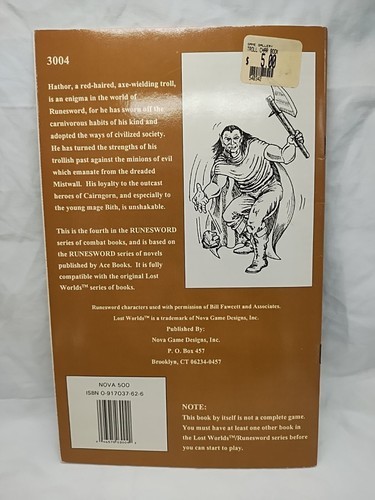 3004
TROLL CHAR BOOK
$ 5.00
Hathor, a red-haired, axe-wielding troll,
is an enigma in the world of
Runesword, for he has sworn off the
carnivorous habits of his kind and
adopted the ways of civilized society.
He has turned the strengths of his
trollish past against the minions of evil
which emanate from the dreaded
Mistwall. His loyalty to the outcast
heroes of Cairngorn, and especially to
the young mage Bith, is unshakable.
This is the fourth in the RUNESWORD
series of combat books, and is based on
the RUNESWORD series of novels
published by Ace Books. It is fully
compatible with the original Lost
Worlds™ series of books.
Runesword characters used with permission of Bill Fawcett and Associates.
Lost Worlds™ is a trademark of Nova Game Designs, Inc.
Published By:
Nova Game Designs, Inc.
P. O. Box 457
Brooklyn, CT 06234-0457
NOVA 500
ISBN 0-917037-62-6
NOTE:
This book by itself is not a complete game.
You must have at least one other book in
the Lost Worlds™/Runesword series before
you can start to play.